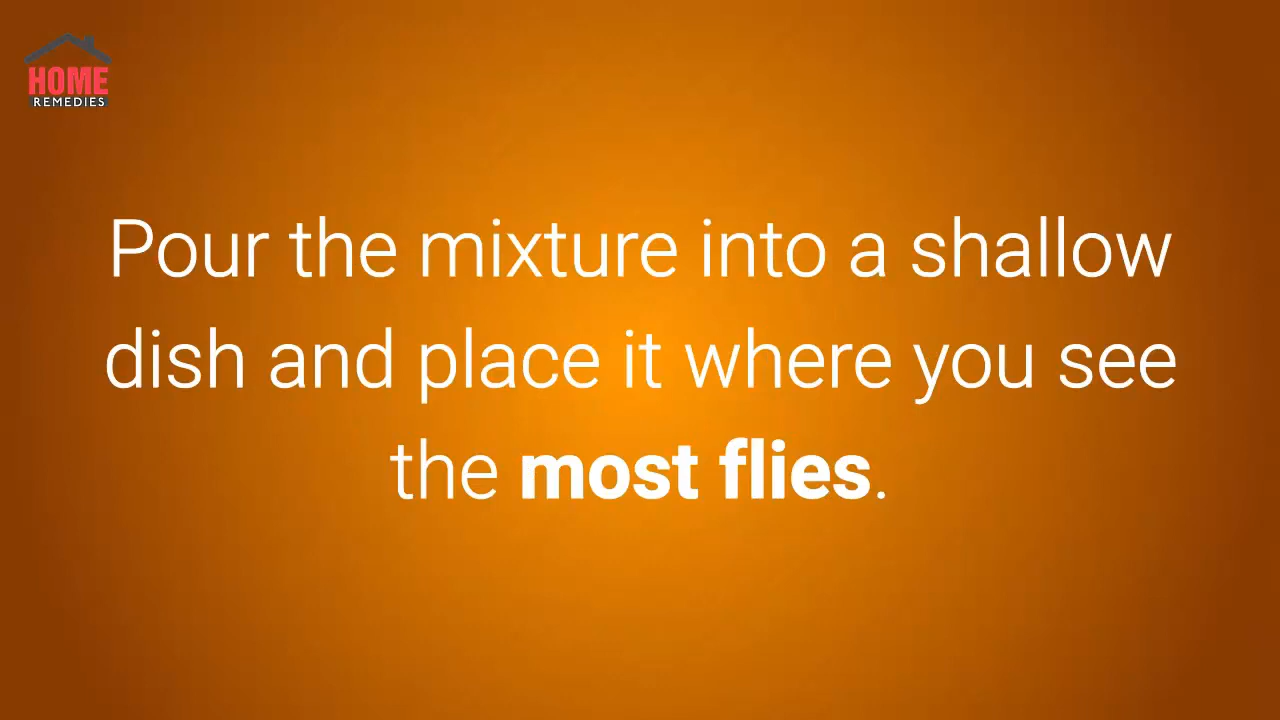 HOME
REMEDIES
Pour the mixture into a shallow
dish and place it where you see
the most flies.